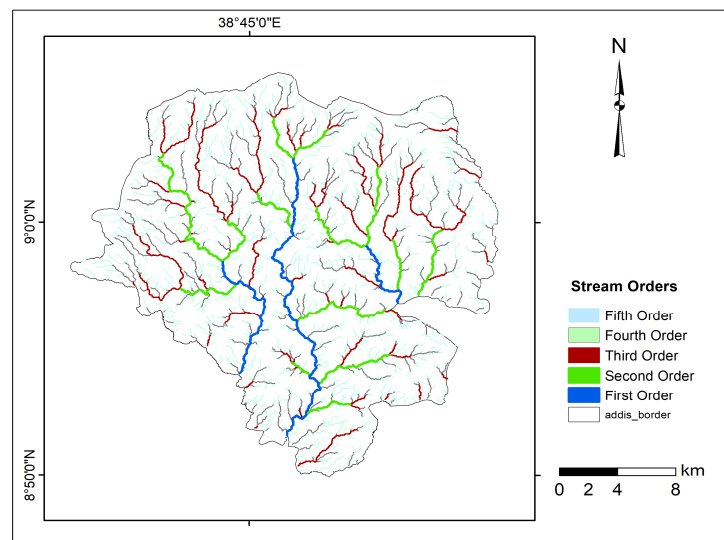 38°45'0"E
N
9°0'0"N
Stream Orders
Fifth Order
Fourth Order
Third Order
Second Order
First Order
addis_border
8°50'0"N
km
0 2 4 8